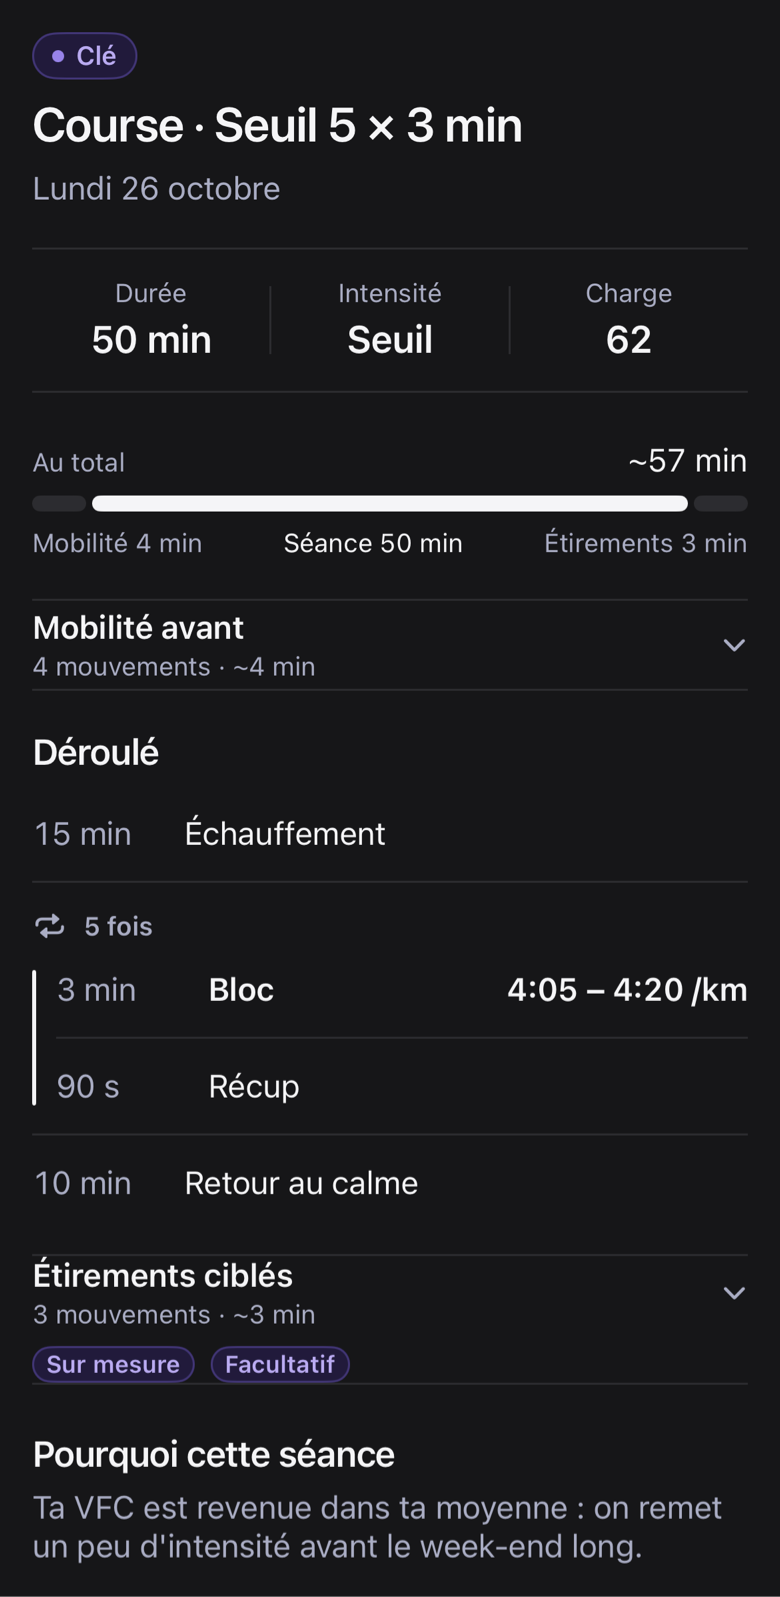 Clé
Course · Seuil 5 × 3 min
Lundi 26 octobre
Durée Intensité Charge
50 min Seuil 62
Au total ~57 min
Mobilité 4 min Séance 50 min Étirements 3 min
Mobilité avant
4 mouvements · ~4 min
Déroulé
15 min Échauffement
5 fois
3 min Bloc 4:05 – 4:20 /km
90 s Récup
10 min Retour au calme
Étirements ciblés
3 mouvements · ~3 min
Sur mesure Facultatif
Pourquoi cette séance
Ta VFC est revenue dans ta moyenne : on remet
un peu d'intensité avant le week-end long.